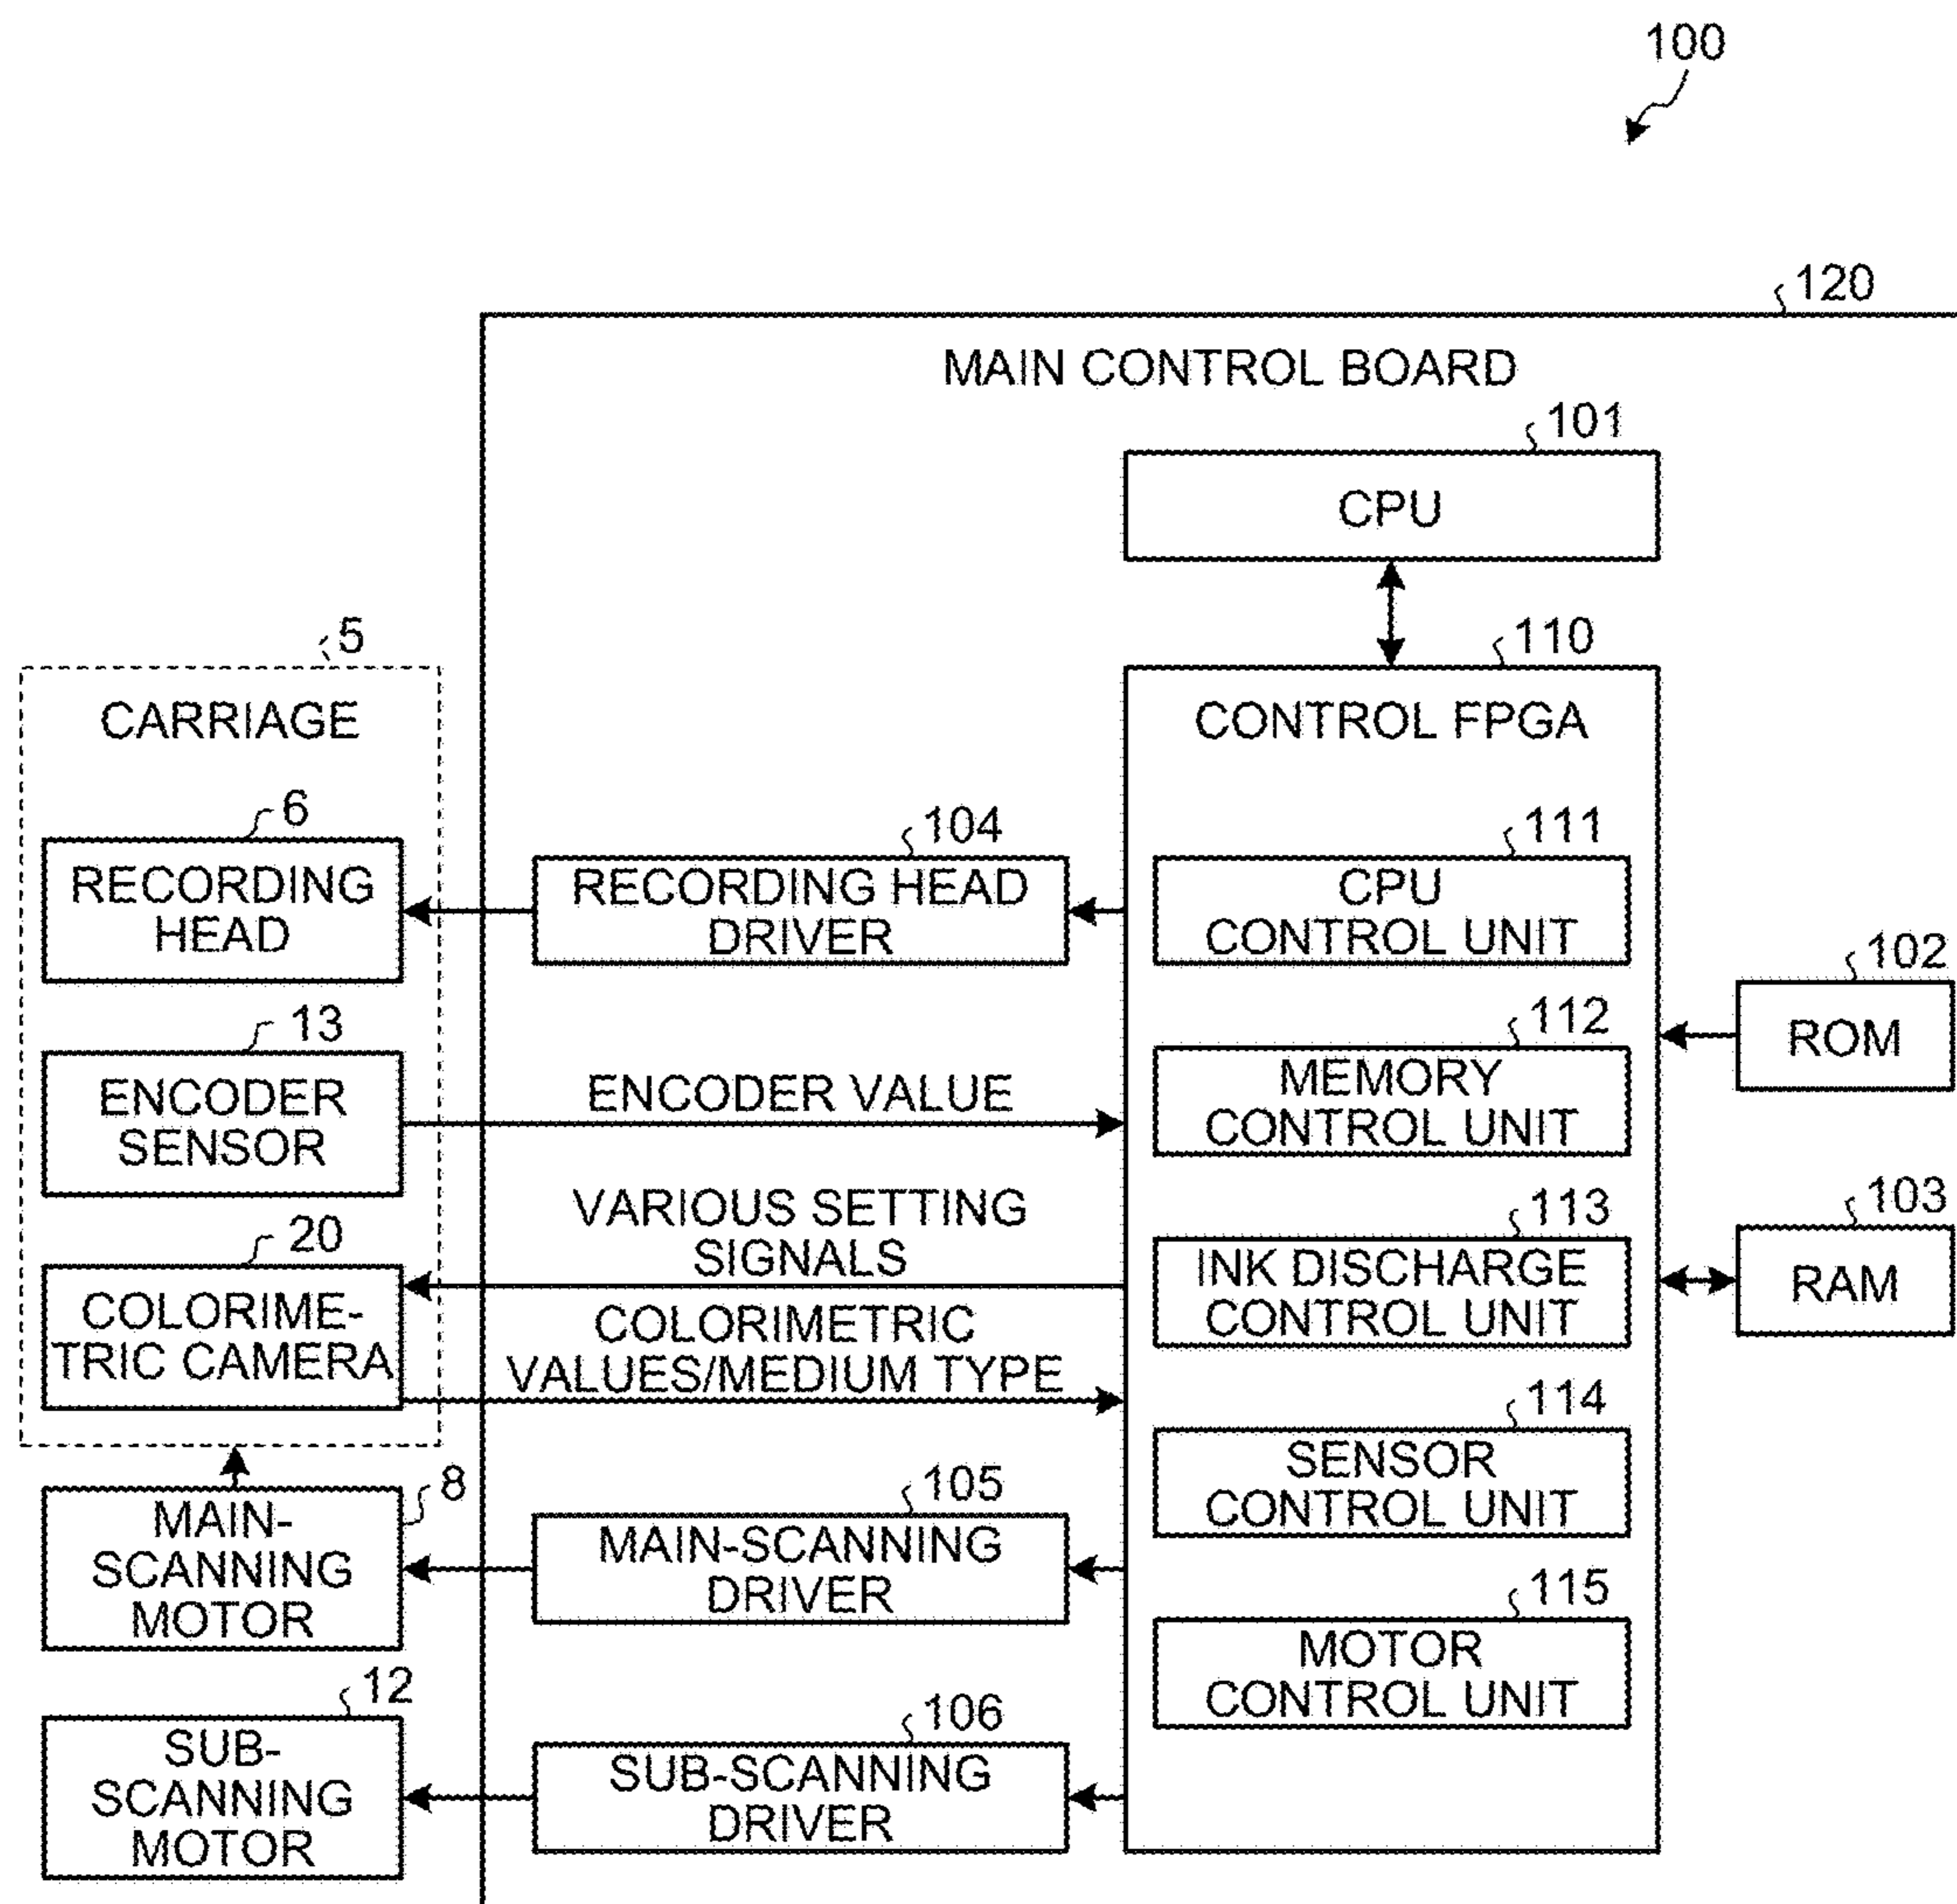 100
120
MAIN CONTROL BOARD
101
CPU
5
CARRIAGE
110
CONTROL FPGA
6
RECORDING
HEAD
104
RECORDING HEAD
DRIVER
111
CPU
CONTROL UNIT
102
ROM
13
ENCODER
SENSOR
ENCODER VALUE
112
MEMORY
CONTROL UNIT
VARIOUS SETTING
SIGNALS
113
INK DISCHARGE
CONTROL UNIT
103
RAM
20
COLORIME-
TRIC CAMERA
COLORIMETRIC
VALUES/MEDIUM TYPE
114
SENSOR
CONTROL UNIT
8
MAIN-
SCANNING
MOTOR
105
MAIN-SCANNING
DRIVER
115
MOTOR
CONTROL UNIT
12
SUB-
SCANNING
MOTOR
106
SUB-SCANNING
DRIVER